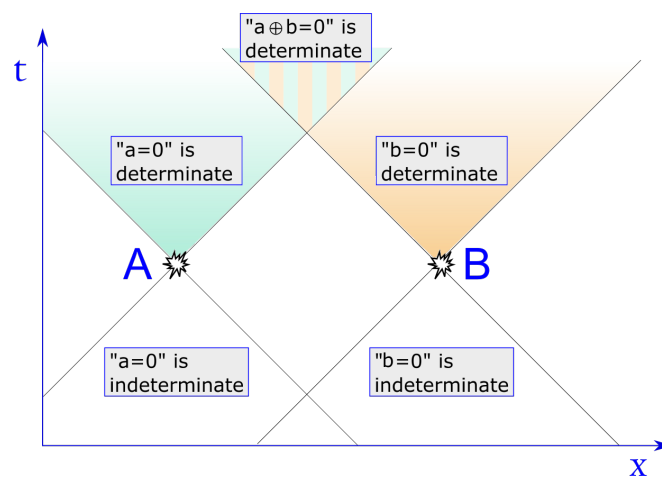 "a⊕b=0" is
determinate
t
"a=0" is
determinate
"b=0" is
determinate
A
B
"a=0" is
indeterminate
"b=0" is
indeterminate
x